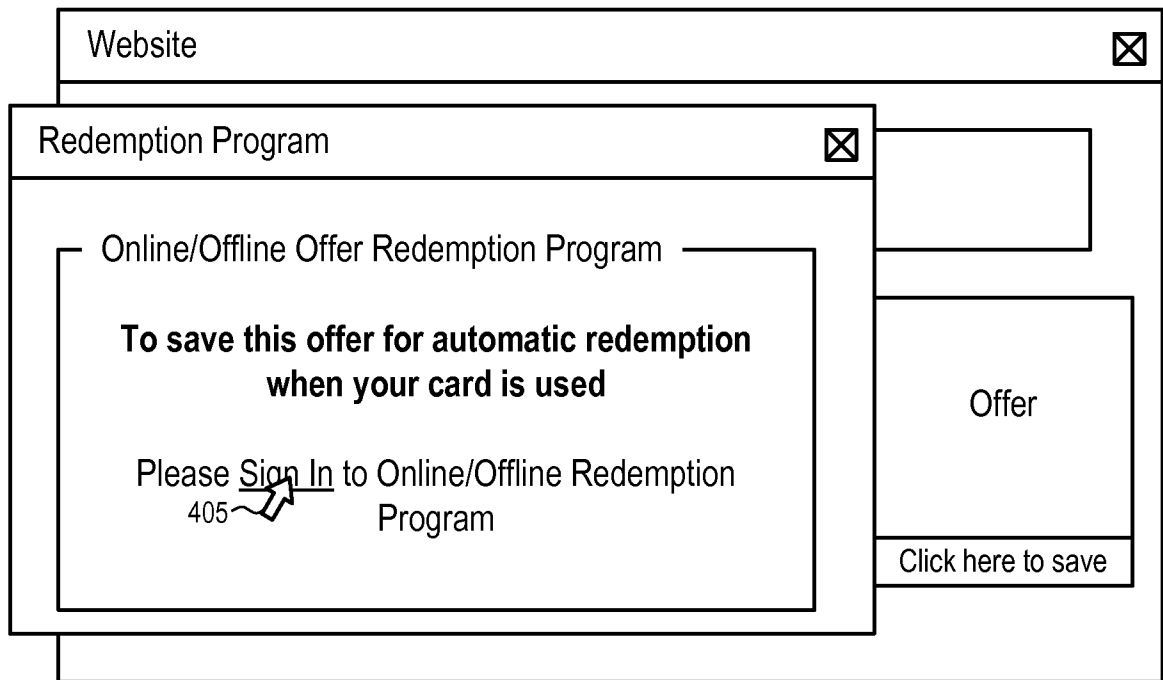 Website
Redemption Program
Online/Offline Offer Redemption Program
To save this offer for automatic redemption
when your card is used
Please Sign In to Online/Offline Redemption
405
Program
Offer
Click here to save